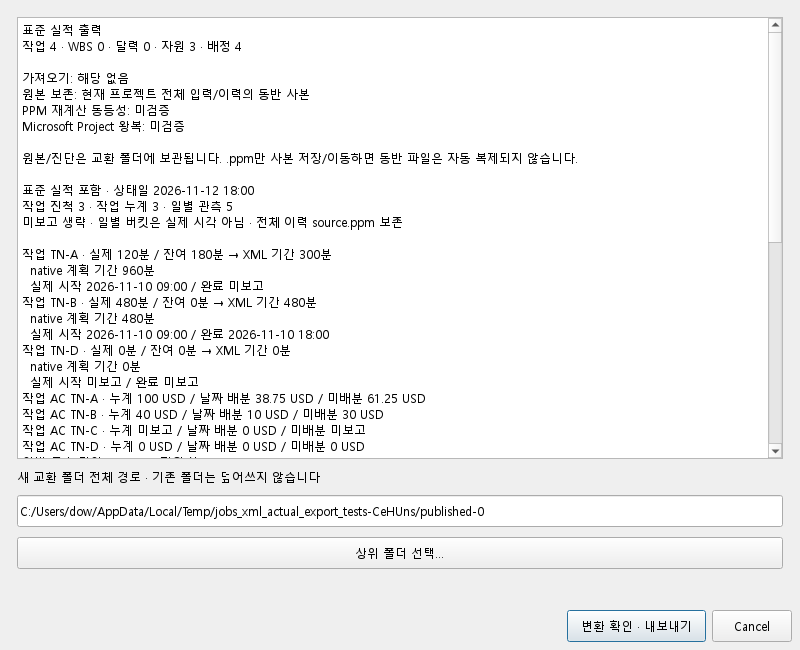 표준 실적 출력
작업 4 · WBS 0 · 달력 0 · 자원 3 · 배정 4
가져오기: 해당 없음
원본 보존: 현재 프로젝트 전체 입력/이력의 동반 사본
PPM 재계산 동등성: 미검증
Microsoft Project 왕복: 미검증
원본/진단은 교환 폴더에 보관됩니다. .ppm만 사본 저장/이동하면 동반 파일은 자동 복제되지 않습니다.
표준 실적 포함 · 상태일 2026-11-12 18:00
작업 진척 3 · 작업 누계 3 · 일별 관측 5
미보고 생략 · 일별 버킷은 실제 시각 아님 · 전체 이력 source.ppm 보존
작업 TN-A · 실제 120분 / 잔여 180분 → XML 기간 300분
native 계획 기간 960분
실제 시작 2026-11-10 09:00 / 완료 미보고
작업 TN-B · 실제 480분 / 잔여 0분 → XML 기간 480분
native 계획 기간 480분
실제 시작 2026-11-10 09:00 / 완료 2026-11-10 18:00
작업 TN-D · 실제 0분 / 잔여 0분 → XML 기간 0분
native 계획 기간 0분
실제 시작 미보고 / 완료 미보고
작업 AC TN-A · 누계 100 USD / 날짜 배분 38.75 USD / 미배분 61.25 USD
작업 AC TN-B · 누계 40 USD / 날짜 배분 10 USD / 미배분 30 USD
작업 AC TN-C · 누계 미보고 / 날짜 배분 0 USD / 미배분 미보고
작업 AC TN-D · 누계 0 USD / 날짜 배분 0 USD / 미배분 0 USD
새 교환 폴더 전체 경로 · 기존 폴더는 덮어쓰지 않습니다
C:/Users/dow/AppData/Local/Temp/jobs_xml_actual_export_tests-CeHUns/published-0
상위 폴더 선택...
변환 확인 · 내보내기
Cancel